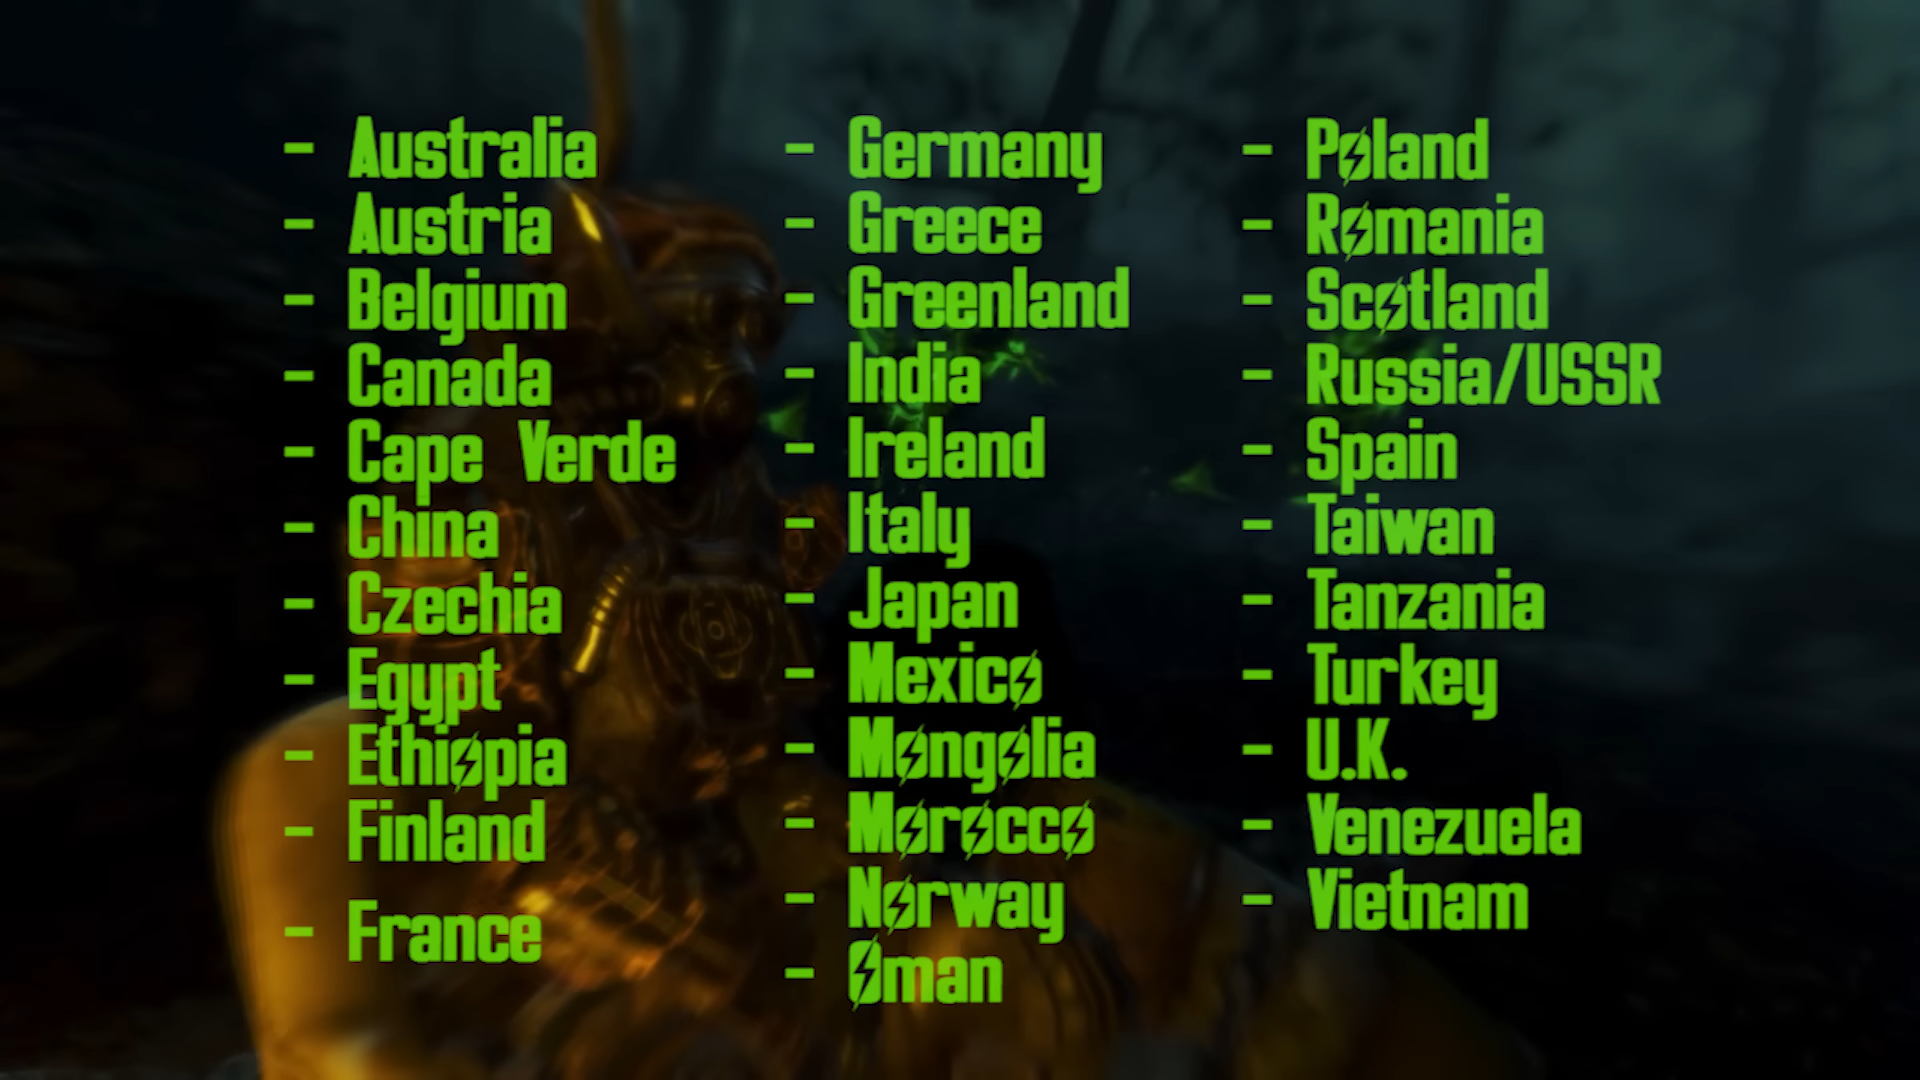 - Australia
- Austria
- Belgium
- Canada
- Cape Verde
- China
- Czechia
- Egypt
- Ethiopia
- Finland
- France
- Germany
- Greece
- Greenland
- India
- Ireland
- Italy
- Japan
- Mexico
- Mongolia
- Morocco
- Norway
- Oman
- Poland
- Romania
- Scotland
- Russia/USSR
- Spain
- Taiwan
- Tanzania
- Turkey
- U.K.
- Venezuela
- Vietnam